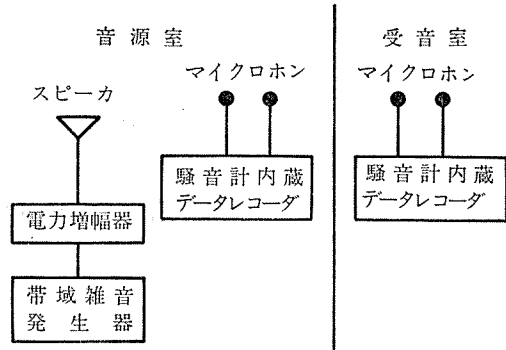 音源室
受音室
マイクロホン
マイクロホン
スピーカ
騒音計内蔵
データレコーダ
騒音計内蔵
データレコーダ
電力増幅器
帯域雑音
発生器